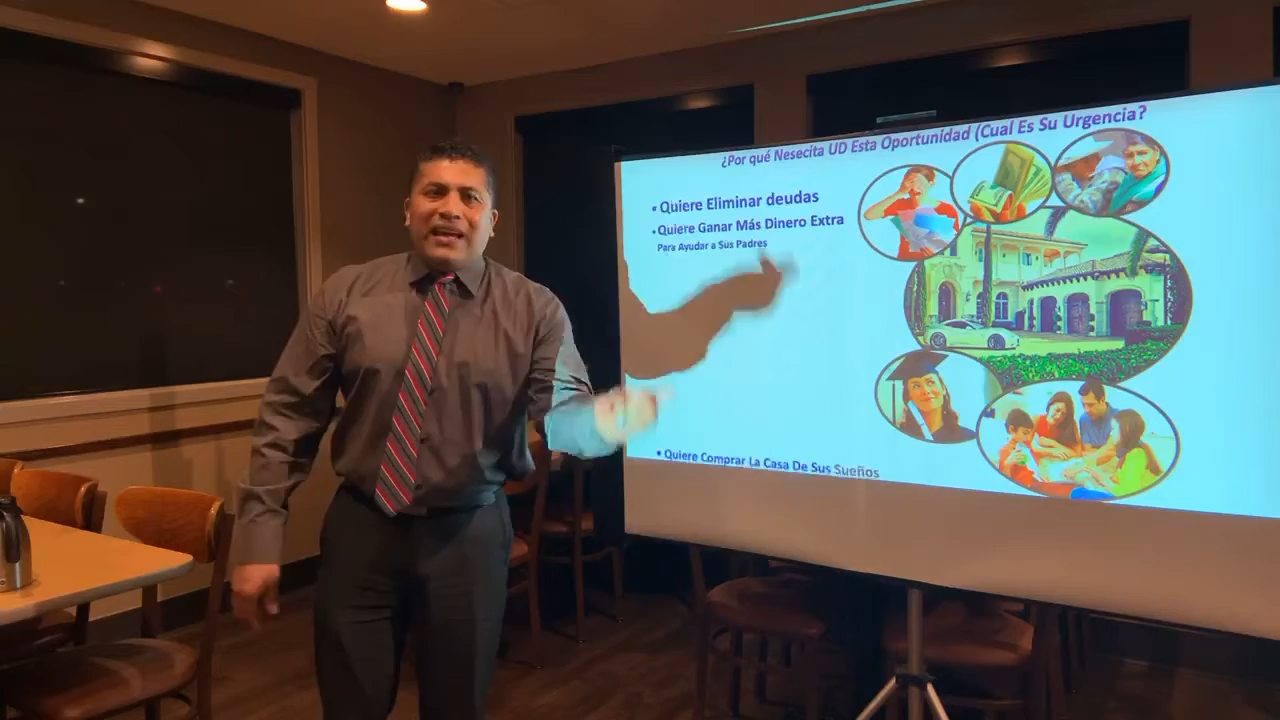 ¿Por qué Nesecita UD Esta Oportunidad (Cual Es Su Urgencia?
• Quiere Eliminar deudas
• Quiere Ganar Más Dinero Extra
Para Ayudar a Sus Padres
• Quiere Comprar La Casa De Sus Sueños